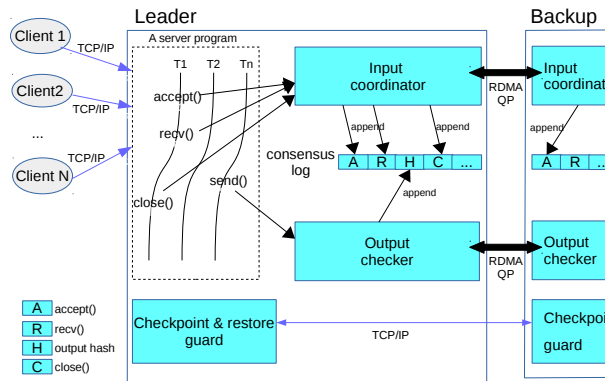 Leader
Backup
Client 1
TCP/IP
A server program
T1 T2 Tn
Input
coordinator
Input
coordinat
RDMA
QP
Client2
TCP/IP
accept()
...
recv()
append
append
append
append
TCP/IP
consensus
log
A R H C ...
A R ...
Client N
send()
append
close()
Output
checker
Output
checker
RDMA
QP
A accept()
R recv()
H output hash
C close()
Checkpoint & restore
guard
TCP/IP
Checkpoi
guard